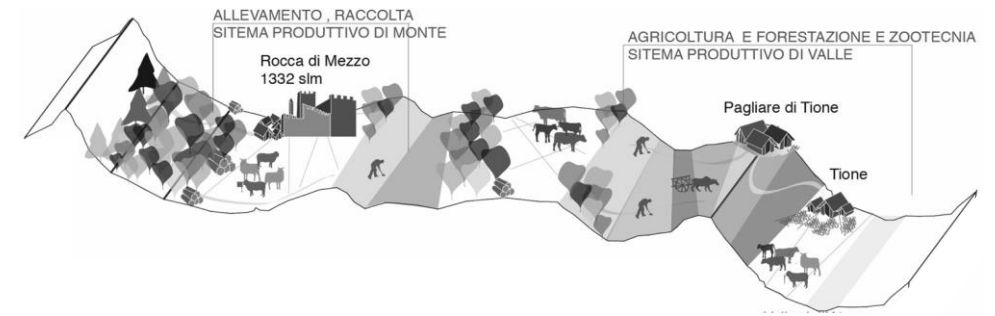 ALLEVAMENTO , RACCOLTA
SITEMA PRODUTTIVO DI MONTE
Rocca di Mezzo
1332 slm
AGRICOLTURA E FORESTAZIONE E ZOOTECNIA
SITEMA PRODUTTIVO DI VALLE
Pagliare di Tione
Tione